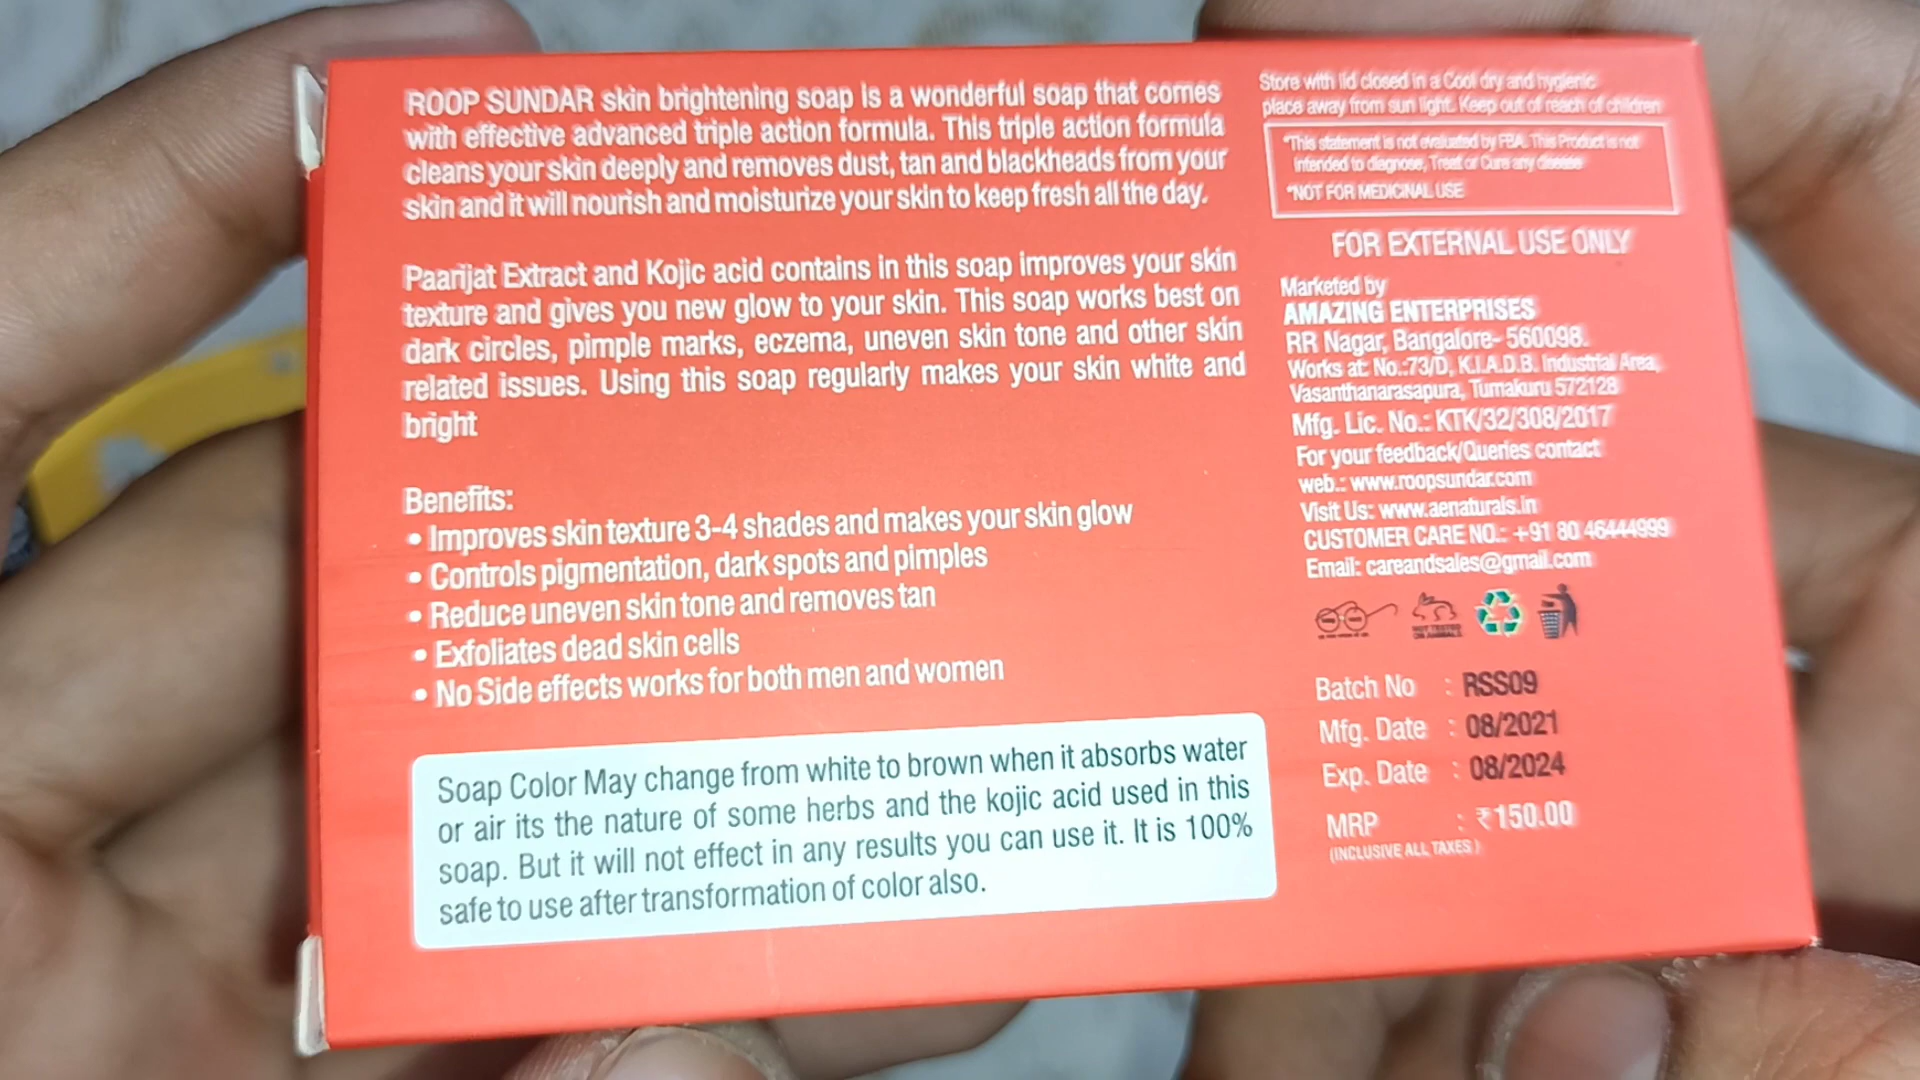 ROOP SUNDAR skin brightening soap is a wonderful soap that comes
with effective advanced triple action formula. This triple action formula
cleans your skin deeply and removes dust, tan and blackheads from your
skin and it will nourish and moisturize your skin to keep fresh all the day.
Paarijat Extract and Kojic acid contains in this soap improves your skin
texture and gives you new glow to your skin. This soap works best on
dark circles, pimple marks, eczema, uneven skin tone and other skin
related issues. Using this soap regularly makes your skin white and
bright
Benefits:
• Improves skin texture 3-4 shades and makes your skin glow
• Controls pigmentation, dark spots and pimples
• Reduce uneven skin tone and removes tan
• Exfoliates dead skin cells
• No Side effects works for both men and women
Soap Color May change from white to brown when it absorbs water
or air its the nature of some herbs and the kojic acid used in this
soap. But it will not effect in any results you can use it. It is 100%
safe to use after transformation of color also.
Store with lid closed in a Cool dry and hygienic
place away from sun light. Keep out of reach of children
*This statement is not evaluated by FBA. This Product is not
intended to diagnose, Treat or Cure any disease
*NOT FOR MEDICINAL USE
FOR EXTERNAL USE ONLY
Marketed by
AMAZING ENTERPRISES
RR Nagar, Bangalore- 560098.
Works at: No.:73/D, K.I.A.D.B. Industrial Area,
Vasanthanarasapura, Tumakuru 572128
Mfg. Lic. No.: KTK/32/308/2017
For your feedback/Queries contact
web.: www.roopsundar.com
Visit Us: www.aenaturals.in
CUSTOMER CARE NO.: +91 80 46444999
Email: careandsales@gmail.com
NOT TESTED
ON ANIMALS
Batch No : RSS09
Mfg. Date : 08/2021
Exp. Date : 08/2024
MRP : ₹150.00
(INCLUSIVE ALL TAXES)